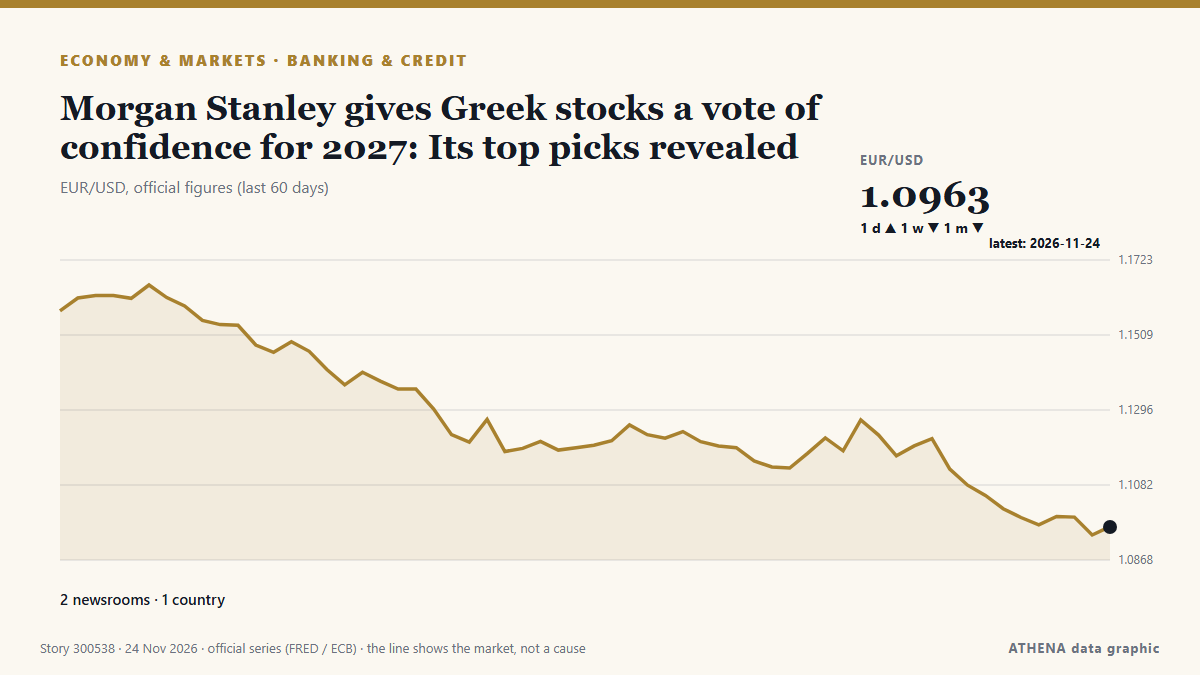 ECONOMY & MARKETS · BANKING & CREDIT
Morgan Stanley gives Greek stocks a vote of
confidence for 2027: Its top picks revealed
EUR/USD, official figures (last 60 days)
EUR/USD
1.0963
1 d ▲ 1 w ▼ 1 m ▼
latest: 2026-11-24
1.1723
1.1509
1.1296
1.1082
1.0868
2 newsrooms · 1 country
Story 300538 · 24 Nov 2026 · official series (FRED / ECB) · the line shows the market, not a cause
ATHENA data graphic